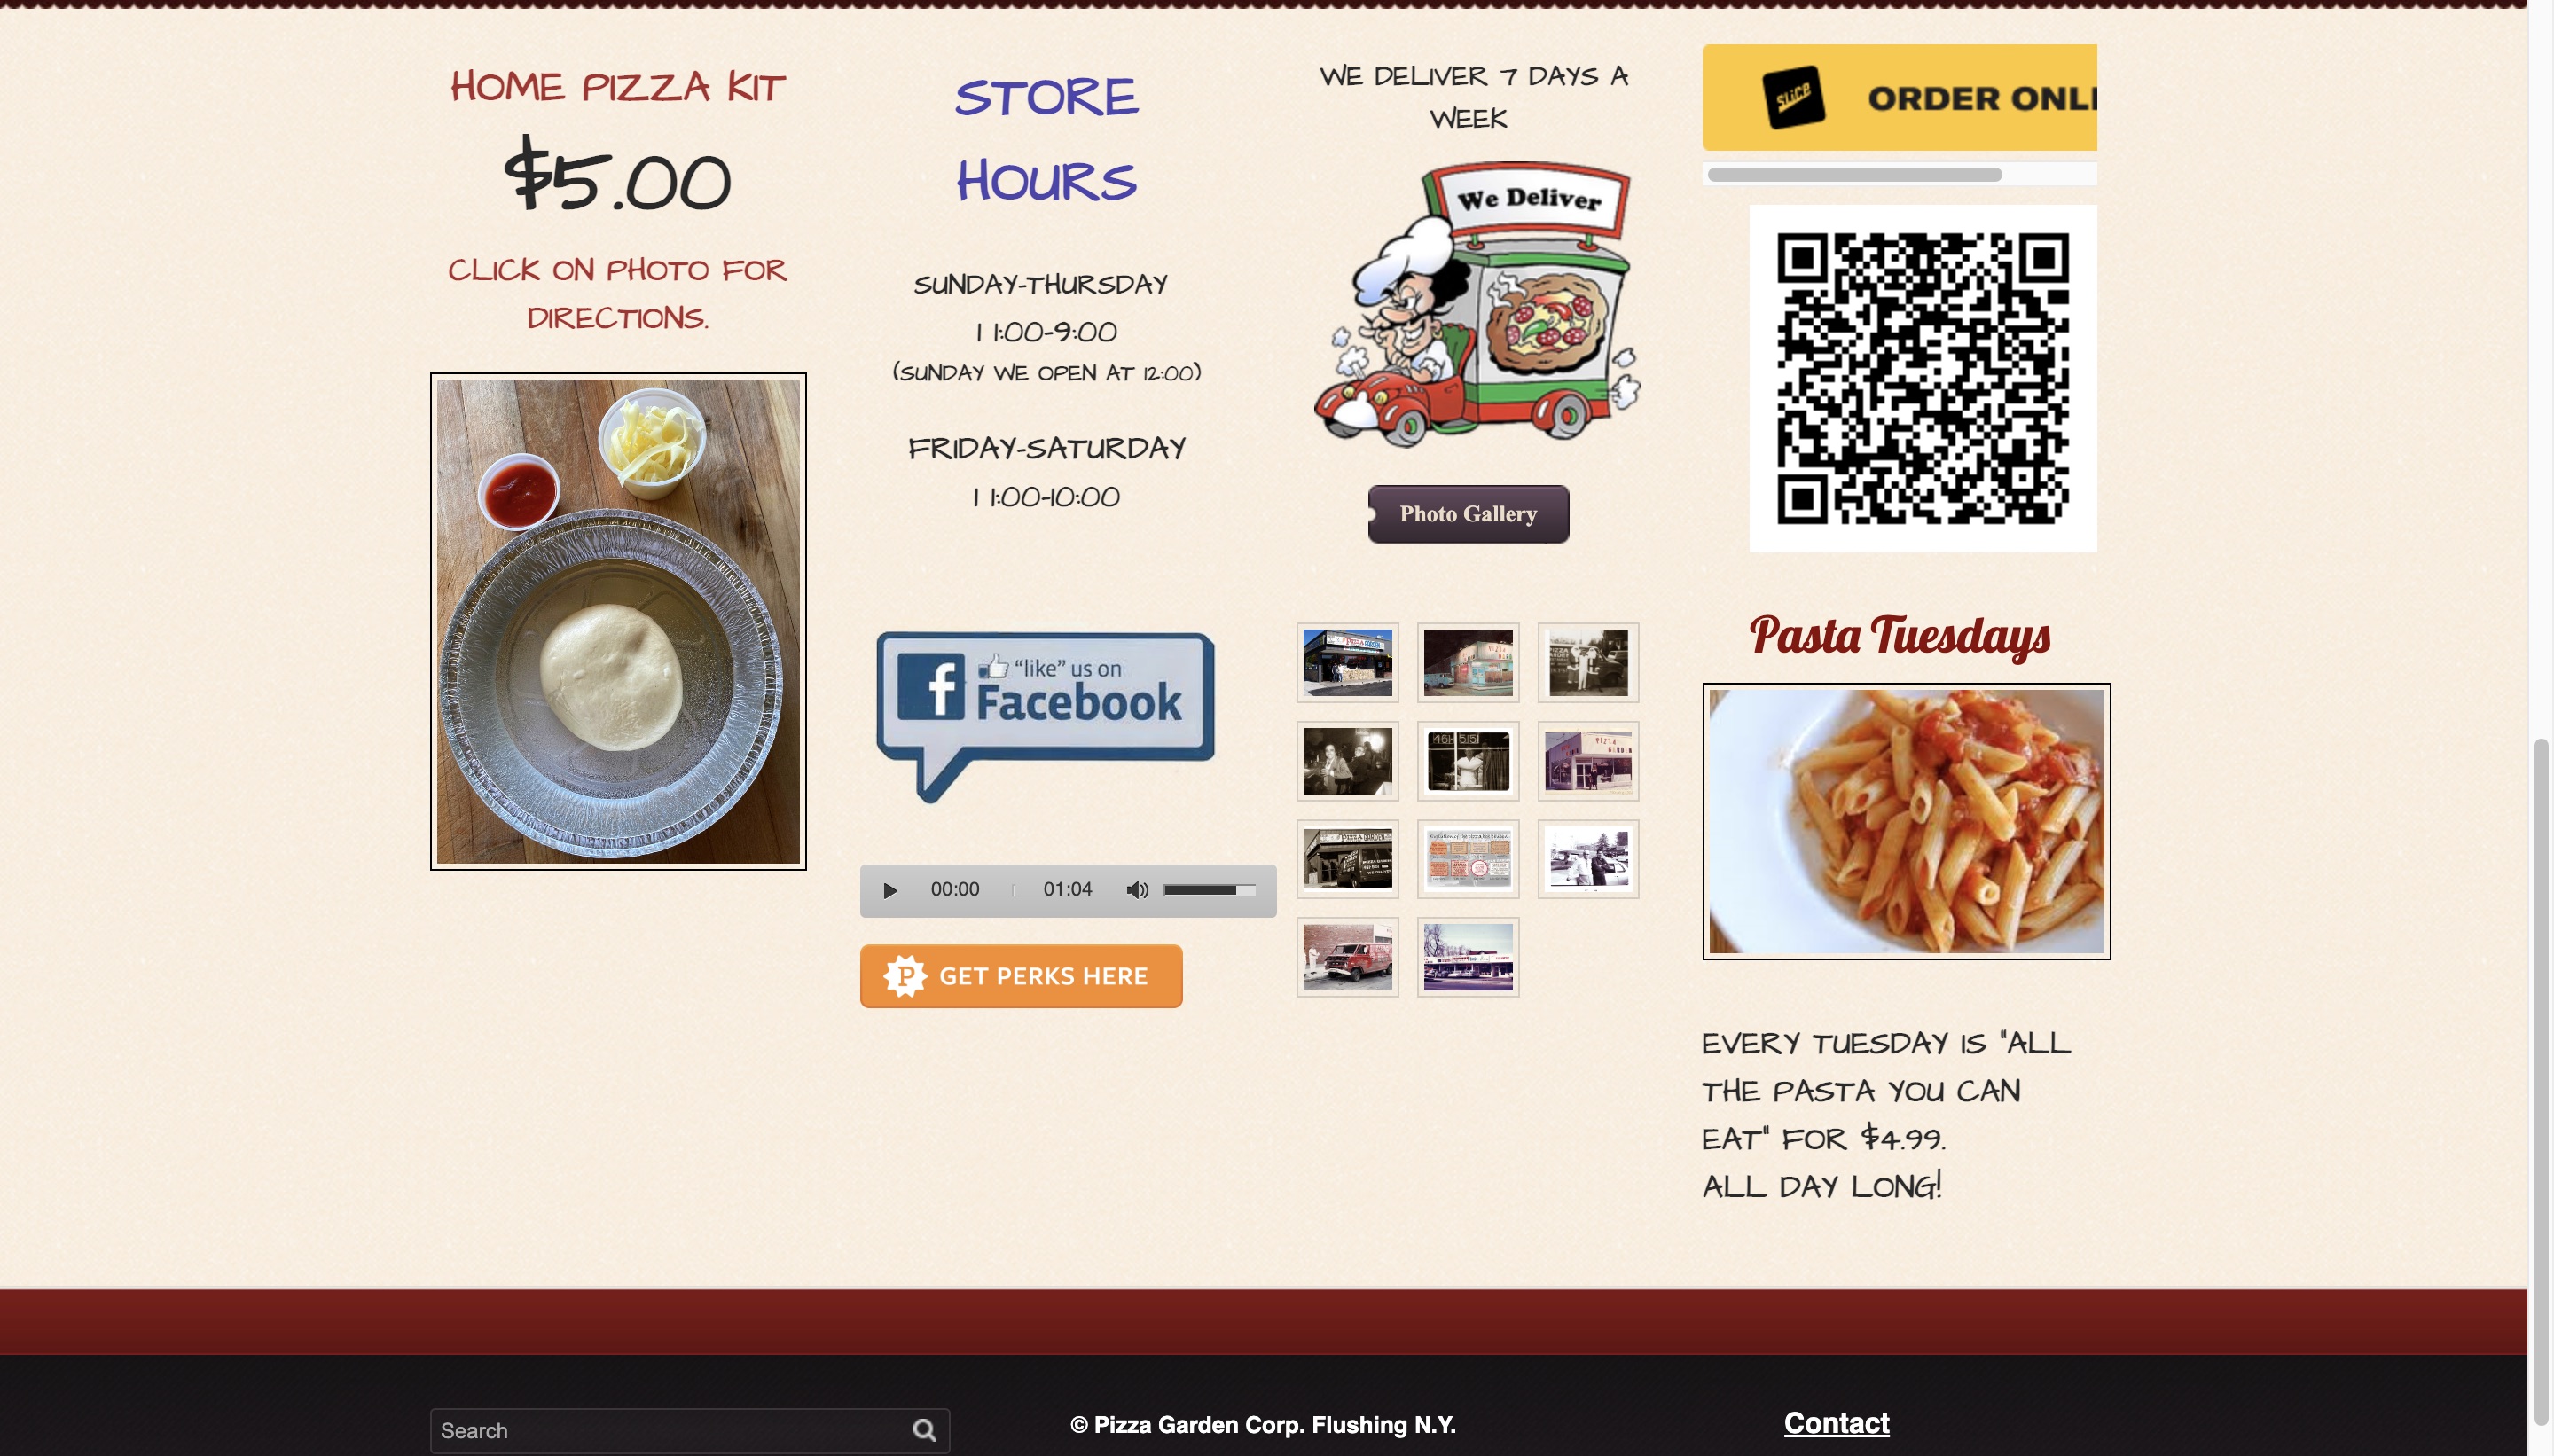 HOME PIZZA KIT
$5.00
CLICK ON PHOTO FOR
DIRECTIONS.
STORE
HOURS
SUNDAY-THURSDAY
11:00-9:00
(SUNDAY WE OPEN AT 12:00)
FRIDAY-SATURDAY
11:00-10:00
f "like" us on
Facebook
00:00 01:04
P GET PERKS HERE
WE DELIVER 7 DAYS A
WEEK
We Deliver
Photo Gallery
SLICE ORDER ONLI
Pasta Tuesdays
EVERY TUESDAY IS "ALL
THE PASTA YOU CAN
EAT" FOR $4.99.
ALL DAY LONG!
Search
© Pizza Garden Corp. Flushing N.Y.
Contact